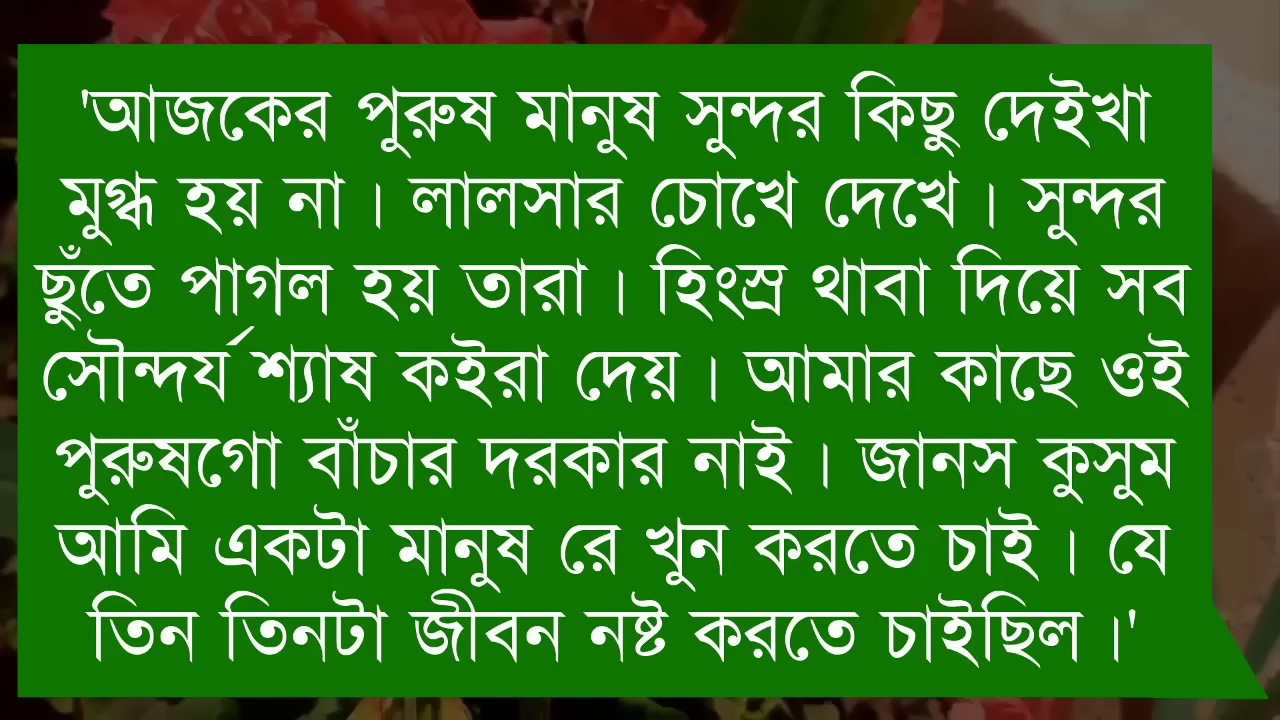 'আজকের পুরুষ মানুষ সুন্দর কিছু দেইখা
মুগ্ধ হয় না । লালসার চোখে দেখে । সুন্দর
ছুঁতে পাগল হয় তারা । হিংস্র থাবা দিয়ে সব
সৌন্দর্য শ্যাষ কইরা দেয় । আমার কাছে ওই
পুরুষগো বাঁচার দরকার নাই । জানস কুসুম
আমি একটা মানুষ রে খুন করতে চাই । যে
তিন তিনটা জীবন নষ্ট করতে চাইছিল ।'